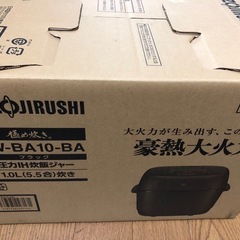 OJIRUSHI
極め炊き®
W-BA10-BA
ブラック
圧力IH炊飯ジャー
1.0L(5.5合)炊き
大火力が生み出す、この
豪熱大火